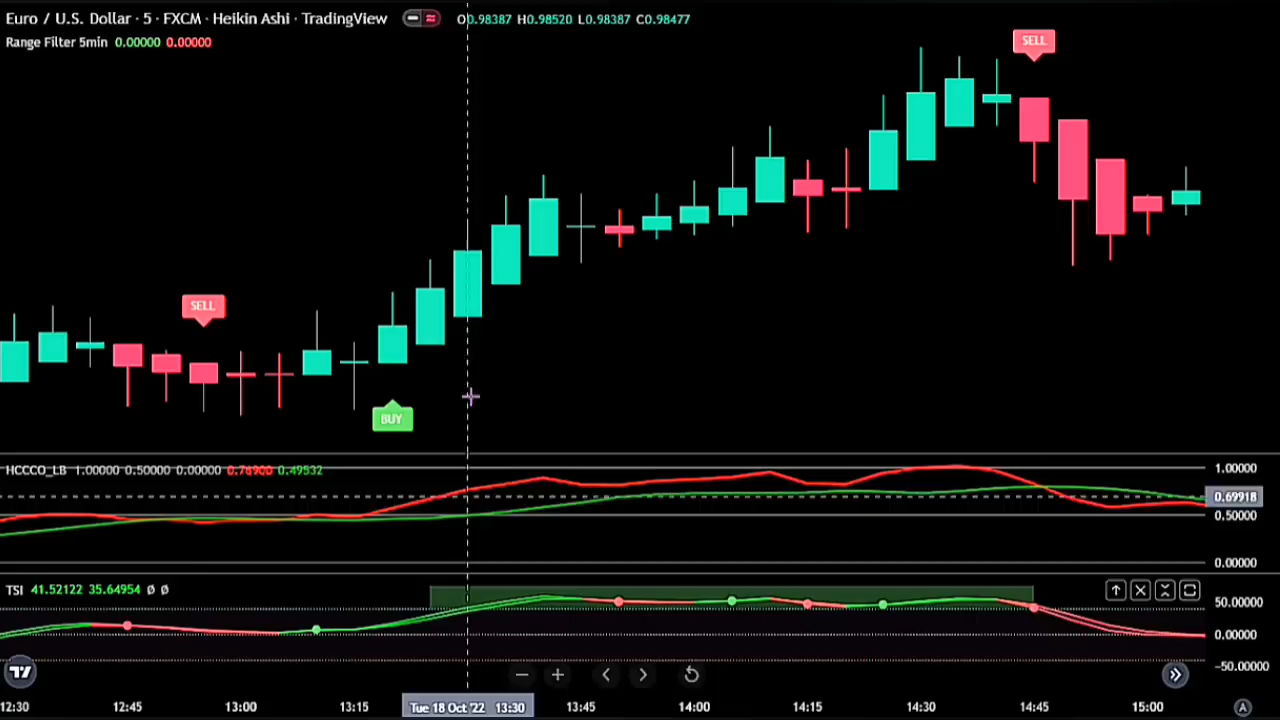 Euro / U.S. Dollar · 5 · FXCM · Heikin Ashi · TradingView O0.98387 H0.98520 L0.98387 C0.98477
Range Filter 5min 0.00000 0.00000
SELL
SELL
BUY
HCCCO_LB 1.00000 0.50000 0.00000 0.76900 0.49532
1.00000
0.69918
0.50000
0.00000
TSI 41.52122 35.64954 Ø Ø
50.00000
0.00000
−50.00000
12:30 12:45 13:00 13:15 Tue 18 Oct '22 13:30 13:45 14:00 14:15 14:30 14:45 15:00 A